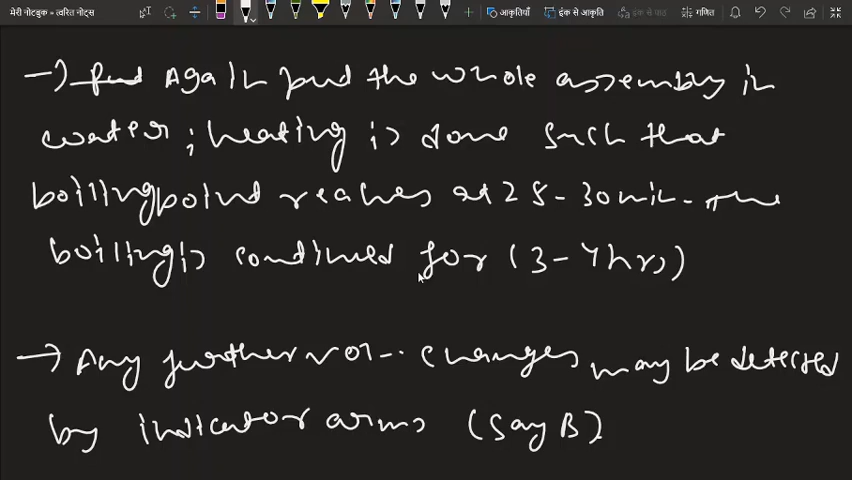 मेरी नोटबुक » त्वरित नोट्स
आकृतियाँ इंक से आकृति इंक से पाठ गणित
→ Again put the whole assembly in
water ; heating is done such that
boiling point reaches at 25-30 min. The
boiling is continued for (3-4 hrs)
→ Any further vol.. changes may be detected
by indicator arms (Say B)